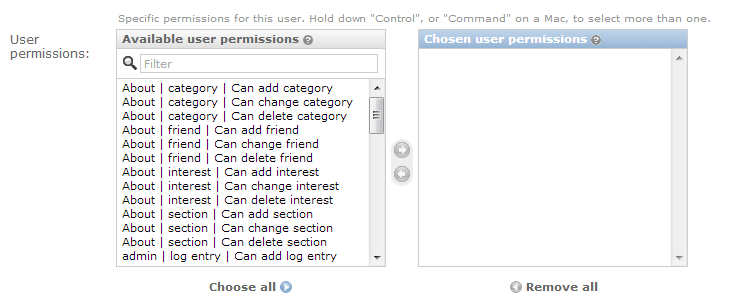 Specific permissions for this user. Hold down "Control", or "Command" on a Mac, to select more than one.
User permissions:
Available user permissions ?
Chosen user permissions ?
Filter
About | category | Can add category
About | category | Can change category
About | category | Can delete category
About | friend | Can add friend
About | friend | Can change friend
About | friend | Can delete friend
About | interest | Can add interest
About | interest | Can change interest
About | interest | Can delete interest
About | section | Can add section
About | section | Can change section
About | section | Can delete section
admin | log entry | Can add log entry
Choose all
Remove all